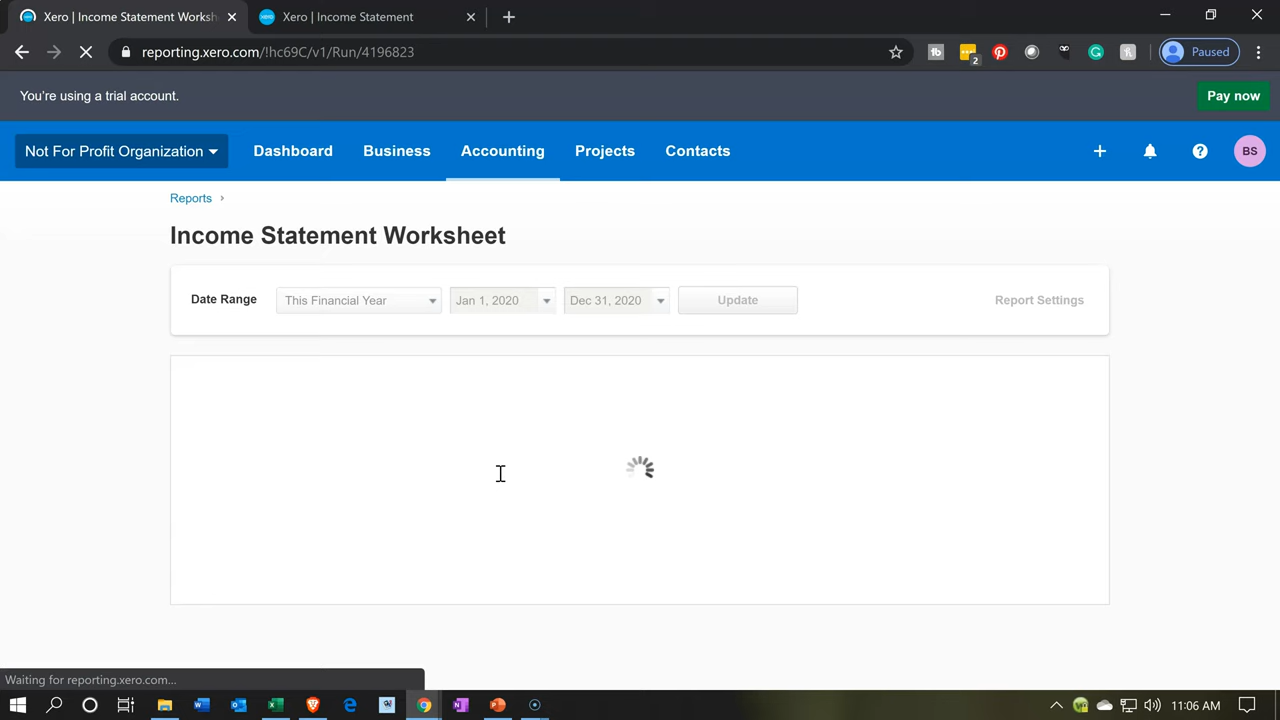 Xero | Income Statement Worksh
Xero | Income Statement
reporting.xero.com/!hc69C/v1/Run/4196823
2
Paused
You're using a trial account.
Pay now
Not For Profit Organization
Dashboard
Business
Accounting
Projects
Contacts
BS
Reports
Income Statement Worksheet
Date Range
This Financial Year
Jan 1, 2020
Dec 31, 2020
Update
Report Settings
Waiting for reporting.xero.com...
11:06 AM